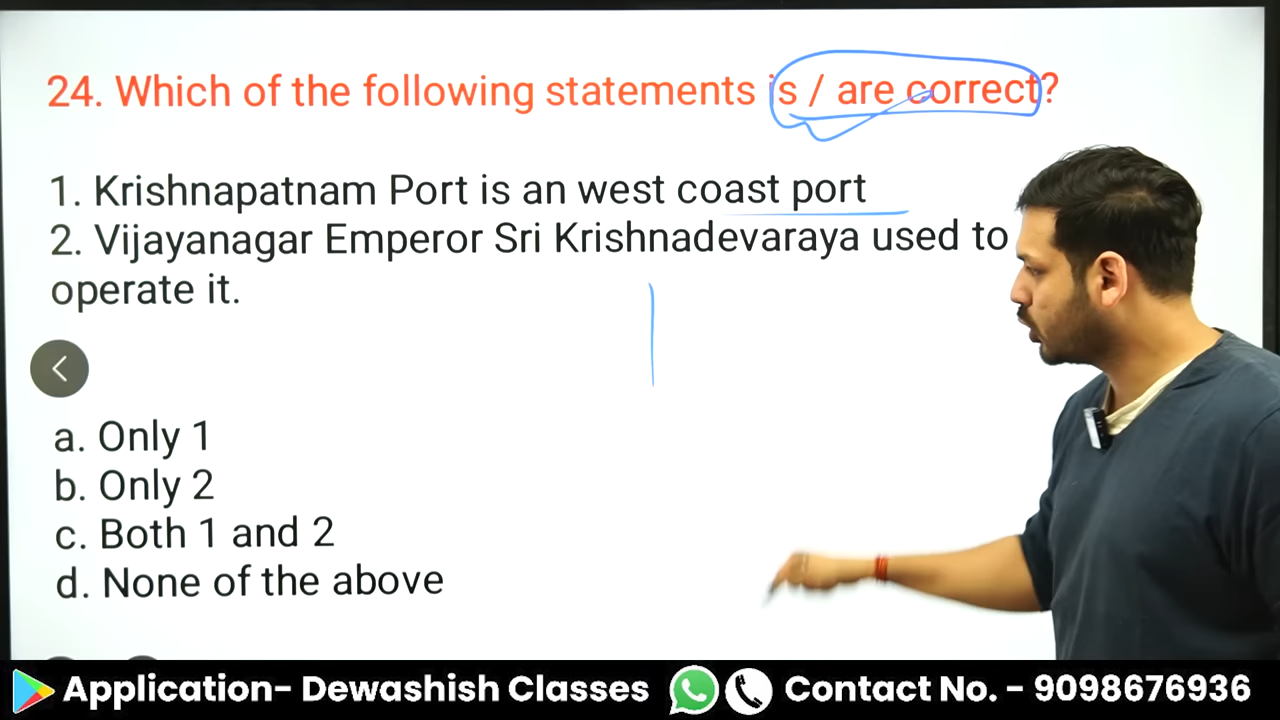 24. Which of the following statements is / are correct?
1. Krishnapatnam Port is an west coast port
2. Vijayanagar Emperor Sri Krishnadevaraya used to
operate it.
a. Only 1
b. Only 2
c. Both 1 and 2
d. None of the above
Application- Dewashish Classes Contact No. - 9098676936